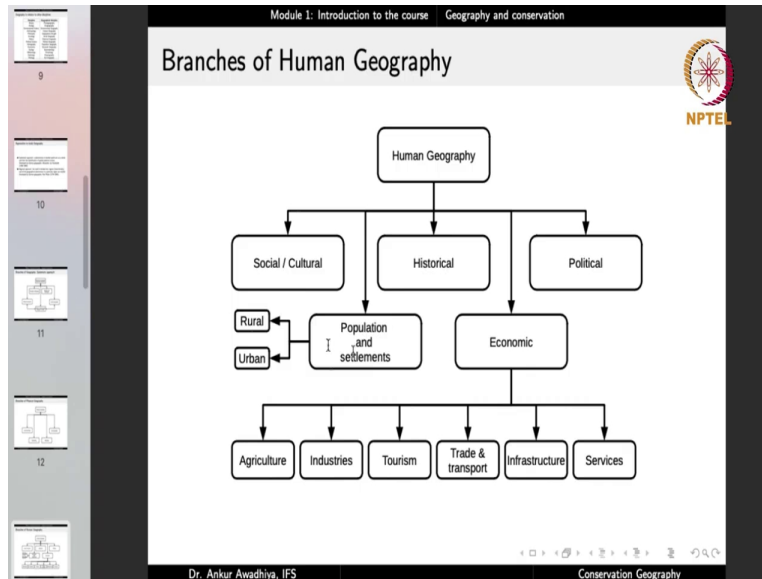 Module 1: Introduction to the course Geography and conservation
Branches of Human Geography
NPTEL
Human Geography
Social / Cultural
Historical
Political
Rural
Urban
Population
and
settlements
Economic
Agriculture
Industries
Tourism
Trade &
transport
Infrastructure
Services
9
10
11
12
Dr. Ankur Awadhiya, IFS
Conservation Geography